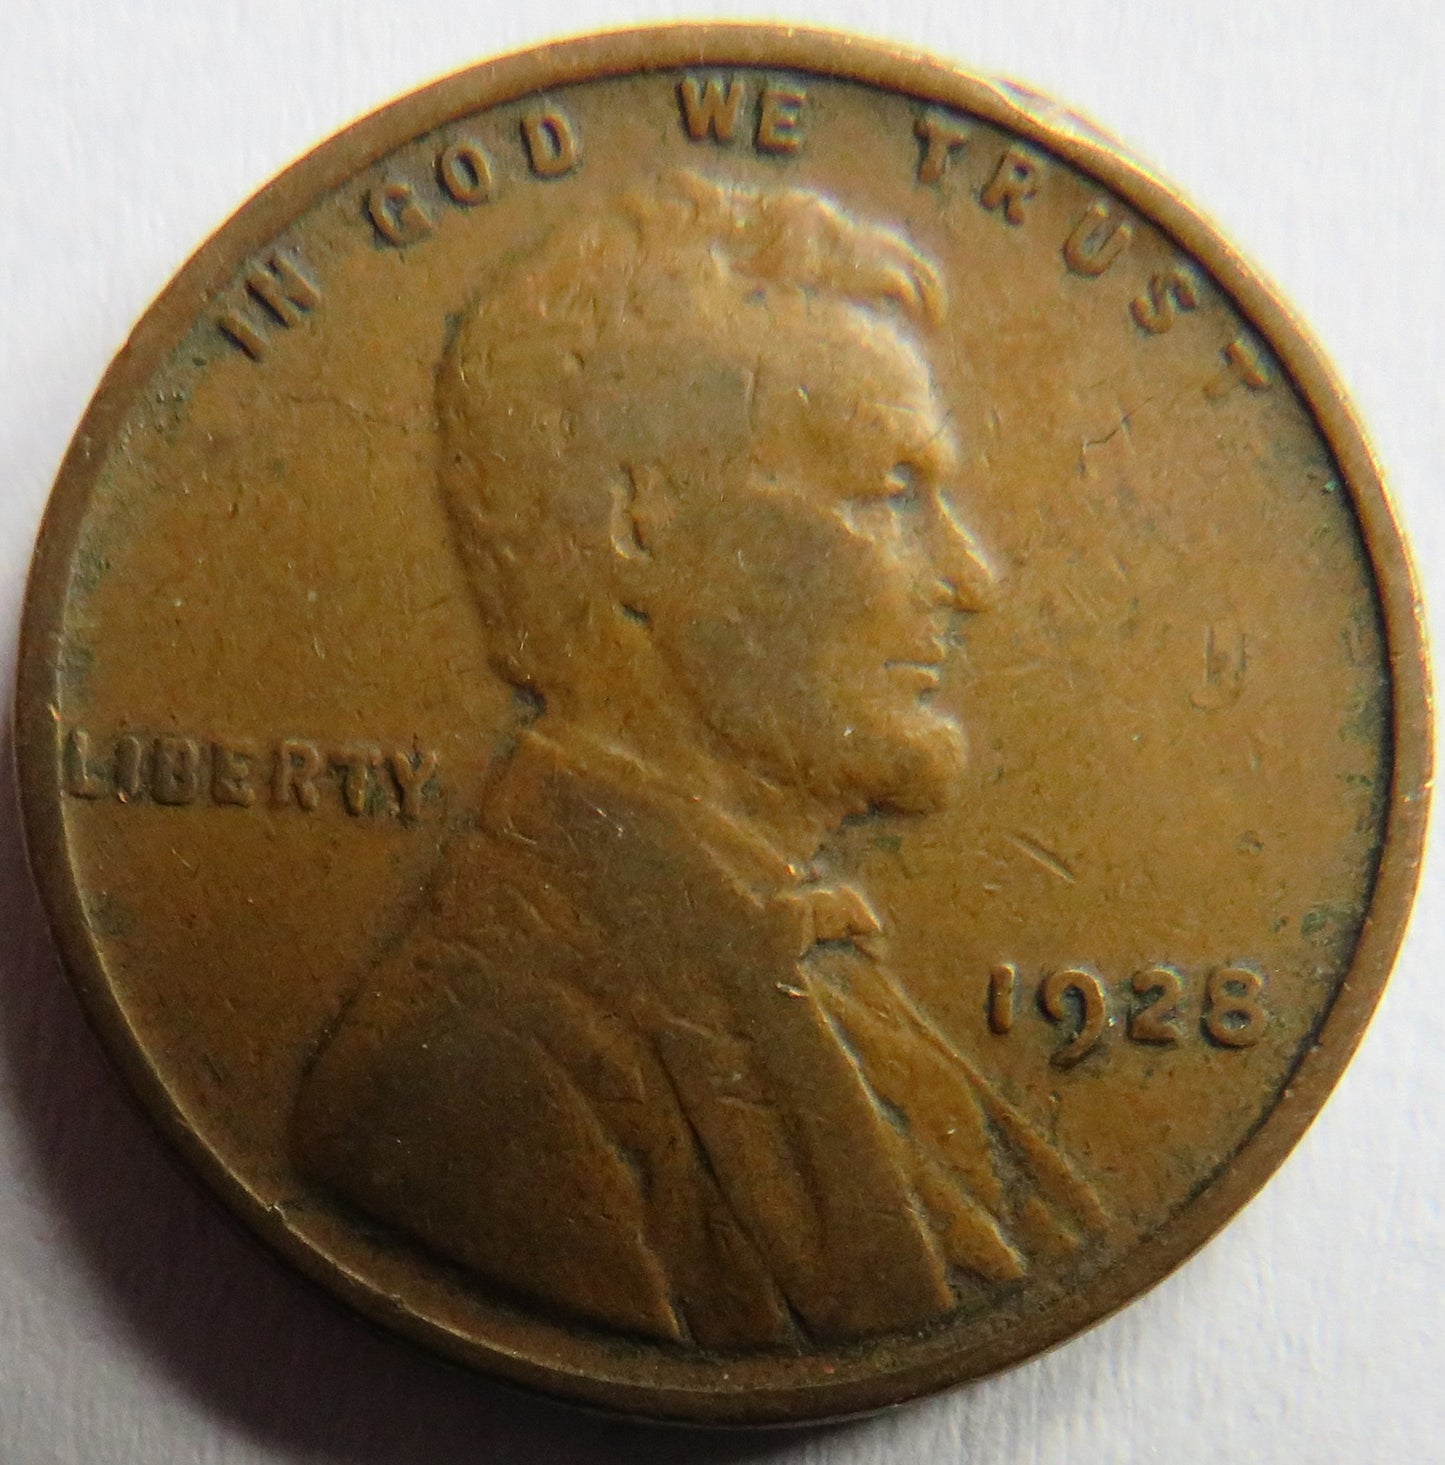 IN GOD WE TRUST
LIBERTY
1928